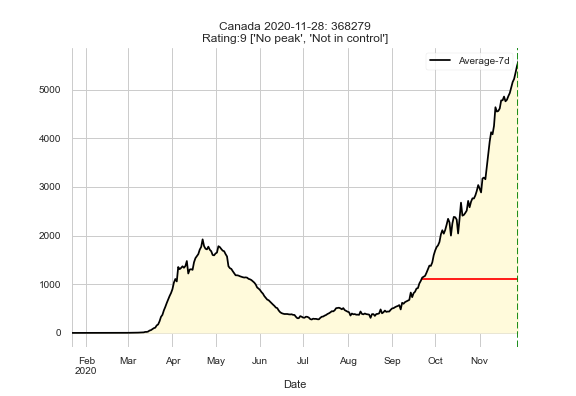 Canada 2020-11-28: 368279
Rating:9 ['No peak', 'Not in control']
Average-7d
5000
4000
3000
2000
1000
0
Feb Mar Apr May Jun Jul Aug Sep Oct Nov
2020
Date